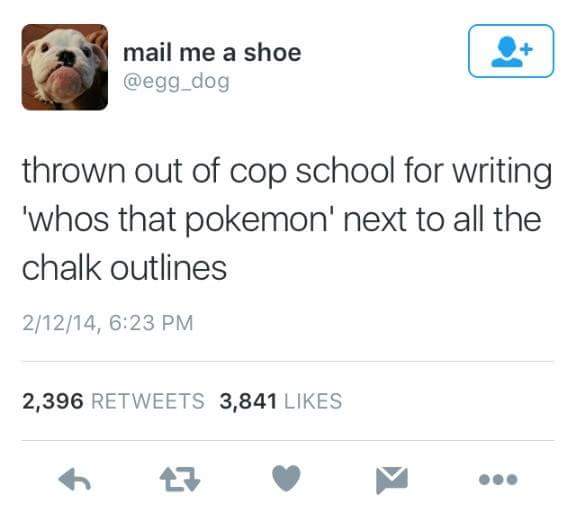 mail me a shoe
@egg_dog
thrown out of cop school for writing
'whos that pokemon' next to all the
chalk outlines
2/12/14, 6:23 PM
2,396 RETWEETS 3,841 LIKES